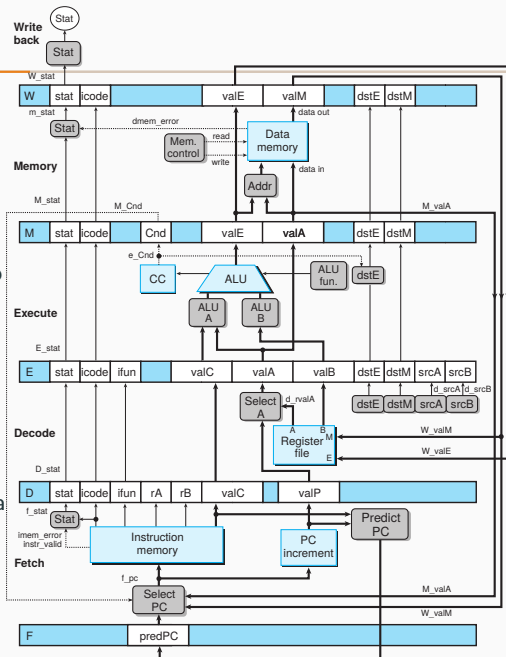 Stat
Write
back
Stat
W_stat
W stat icode valE valM dstE dstM
m_stat
data out
Stat
dmem_error
Mem.
control
read
write
Data
memory
Memory
data in
Addr
M_stat
M_Cnd
M_valA
M stat icode Cnd valE valA dstE dstM
e_Cnd
CC
ALU
ALU
fun.
dstE
ALU
A
ALU
B
Execute
E_stat
E stat icode ifun valC valA valB dstE dstM srcA srcB
d_srcA d_srcB
Select
A
d_rvalA
dstE dstM srcA srcB
A B
M
Register
file
E
W_valM
W_valE
Decode
D_stat
D stat icode ifun rA rB valC valP
f_stat
Stat
imem_error
instr_valid
Instruction
memory
PC
increment
Predict
PC
Fetch
f_pc
M_valA
Select
PC
W_valM
F predPC
a